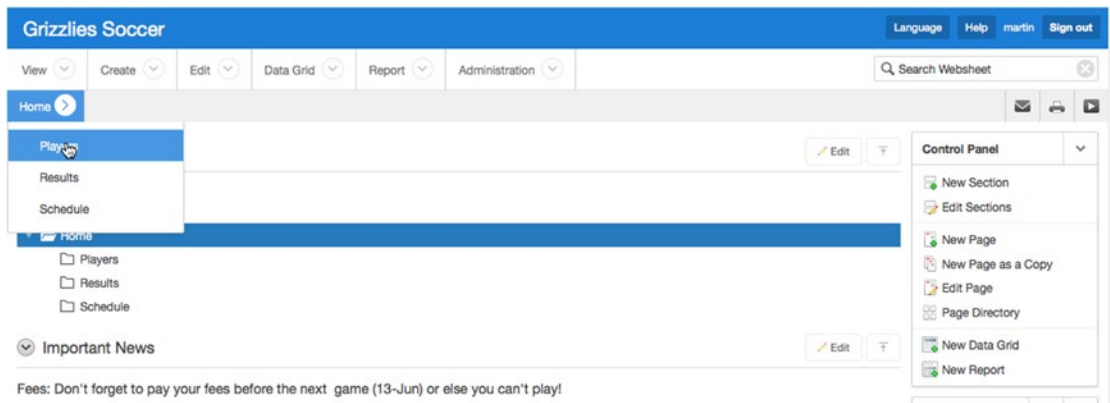 Grizzlies Soccer
Language Help martin Sign out
View Create Edit Data Grid Report Administration
Search Websheet
Home
Players
Results
Schedule
Edit
Control Panel
New Section
Edit Sections
New Page
New Page as a Copy
Edit Page
Page Directory
New Data Grid
New Report
Home
Players
Results
Schedule
Important News
Edit
Fees: Don't forget to pay your fees before the next game (13-Jun) or else you can't play!